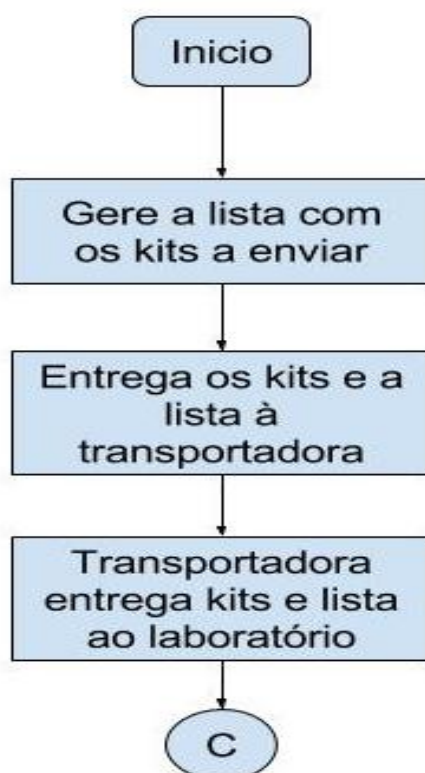 Inicio
Gere a lista com
os kits a enviar
Entrega os kits e a
lista à
transportadora
Transportadora
entrega kits e lista
ao laboratório
C